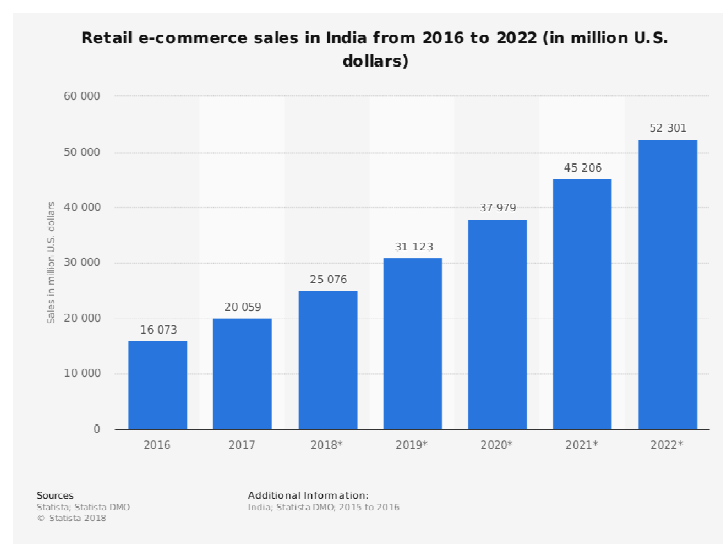 Retail e-commerce sales in India from 2016 to 2022 (in million U.S.
dollars)
60 000
50 000
40 000
30 000
20 000
10 000
0
Sales in million U.S. dollars
16 073
20 059
25 076
31 123
37 979
45 206
52 301
2016
2017
2018*
2019*
2020*
2021*
2022*
Sources
Statista; Statista DMO
© Statista 2018
Additional Information:
India; Statista DMO; 2015 to 2016